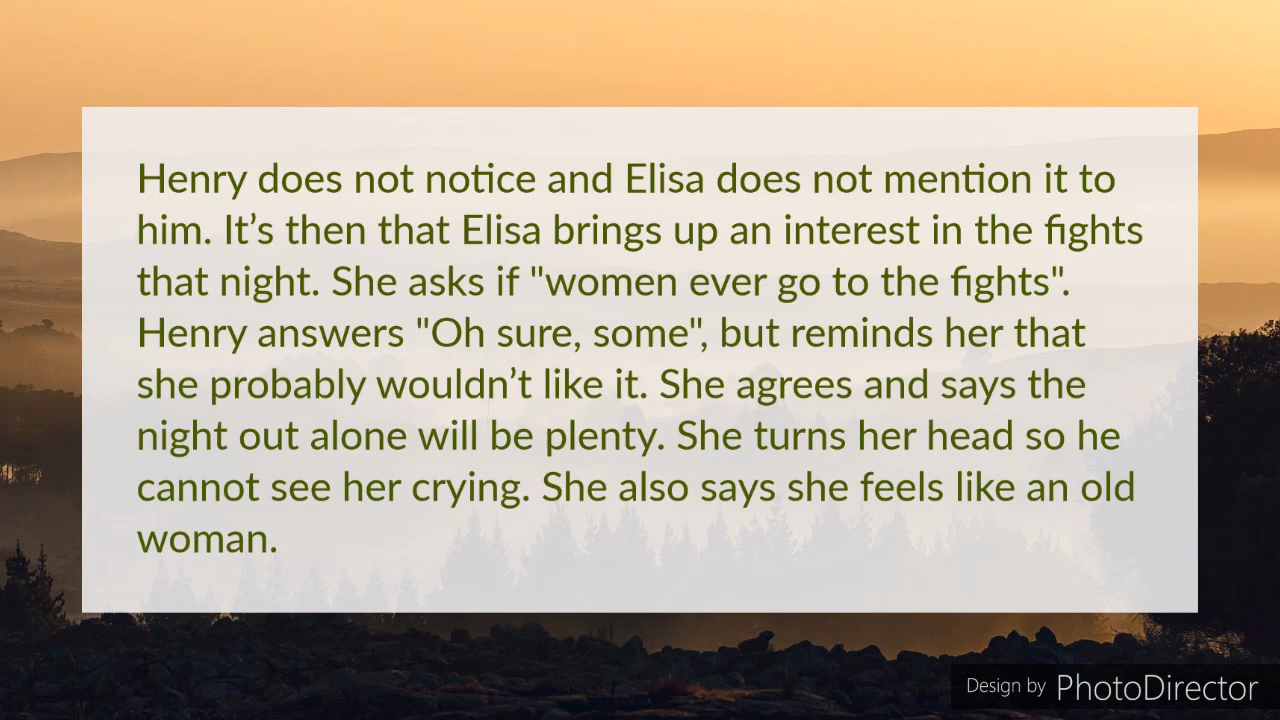 Henry does not notice and Elisa does not mention it to
him. It’s then that Elisa brings up an interest in the fights
that night. She asks if "women ever go to the fights".
Henry answers "Oh sure, some", but reminds her that
she probably wouldn’t like it. She agrees and says the
night out alone will be plenty. She turns her head so he
cannot see her crying. She also says she feels like an old
woman.
Design by PhotoDirector